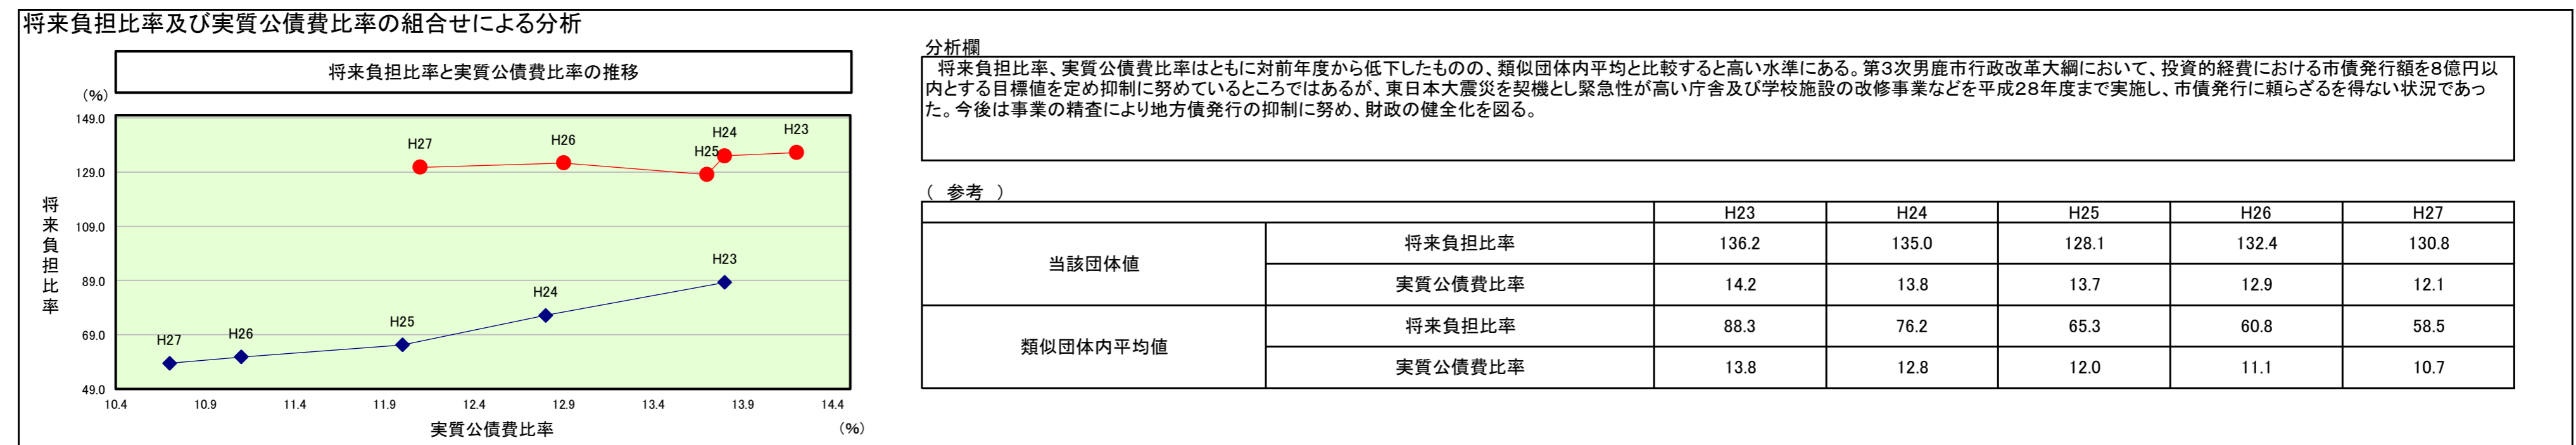 将来負担比率及び実質公債費比率の組合せによる分析
将来負担比率と実質公債費比率の推移
(%)
149.0
129.0
109.0
89.0
69.0
49.0
将来負担比率
H27
H26
H25
H24
H23
H27
H26
H25
H24
H23
10.4 10.9 11.4 11.9 12.4 12.9 13.4 13.9 14.4
実質公債費比率
(%)
分析欄
　将来負担比率、実質公債費比率はともに対前年度から低下したものの、類似団体内平均と比較すると高い水準にある。第3次男鹿市行政改革大綱において、投資的経費における市債発行額を8億円以
内とする目標値を定め抑制に努めているところではあるが、東日本大震災を契機とし緊急性が高い庁舎及び学校施設の改修事業などを平成28年度まで実施し、市債発行に頼らざるを得ない状況であっ
た。今後は事業の精査により地方債発行の抑制に努め、財政の健全化を図る。
（ 参考 ）
H23 H24 H25 H26 H27
当該団体値
将来負担比率 136.2 135.0 128.1 132.4 130.8
実質公債費比率 14.2 13.8 13.7 12.9 12.1
類似団体内平均値
将来負担比率 88.3 76.2 65.3 60.8 58.5
実質公債費比率 13.8 12.8 12.0 11.1 10.7